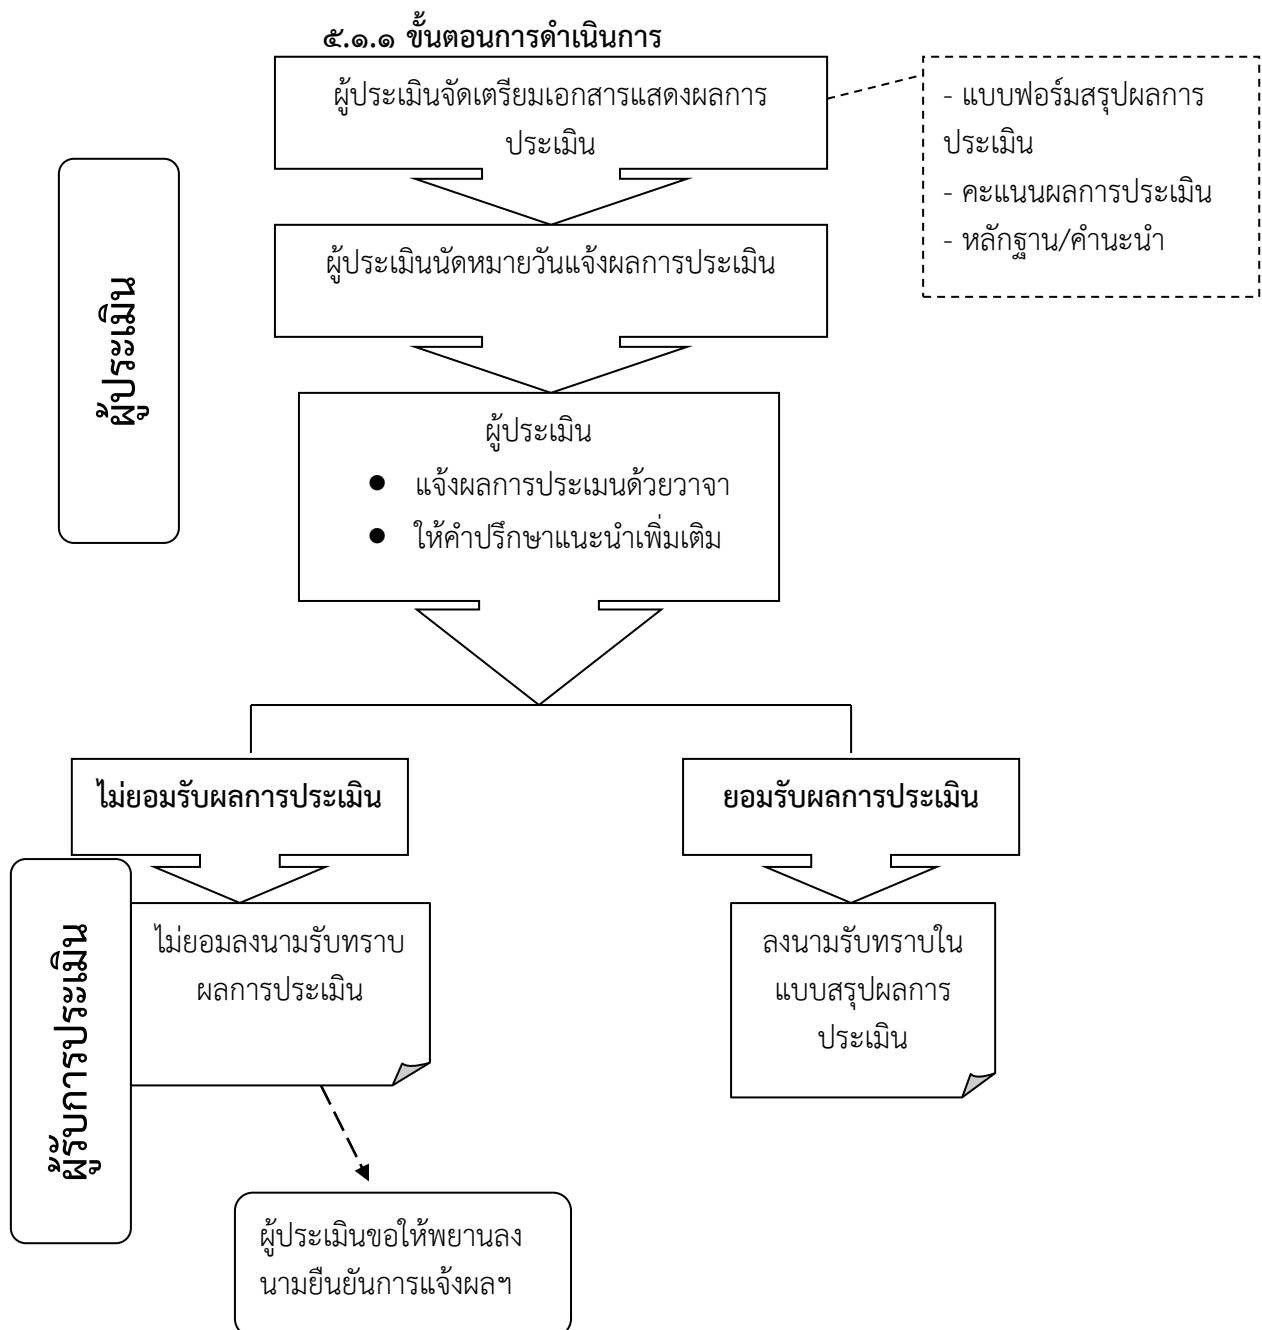 ๕.๑.๑ ขั้นตอนการดำเนินการ
ผู้ประเมินจัดเตรียมเอกสารแสดงผลการ
ประเมิน
- แบบฟอร์มสรุปผลการ
ประเมิน
- คะแนนผลการประเมิน
- หลักฐาน/คำนะนำ
ผู้ประเมินนัดหมายวันแจ้งผลการประเมิน
ผู้ประเมิน
ผู้ประเมิน
● แจ้งผลการประเมนด้วยวาจา
● ให้คำปรึกษาแนะนำเพิ่มเติม
ไม่ยอมรับผลการประเมิน
ยอมรับผลการประเมิน
ผู้รับการประเมิน
ไม่ยอมลงนามรับทราบ
ผลการประเมิน
ลงนามรับทราบใน
แบบสรุปผลการ
ประเมิน
ผู้ประเมินขอให้พยานลง
นามยืนยันการแจ้งผลฯ